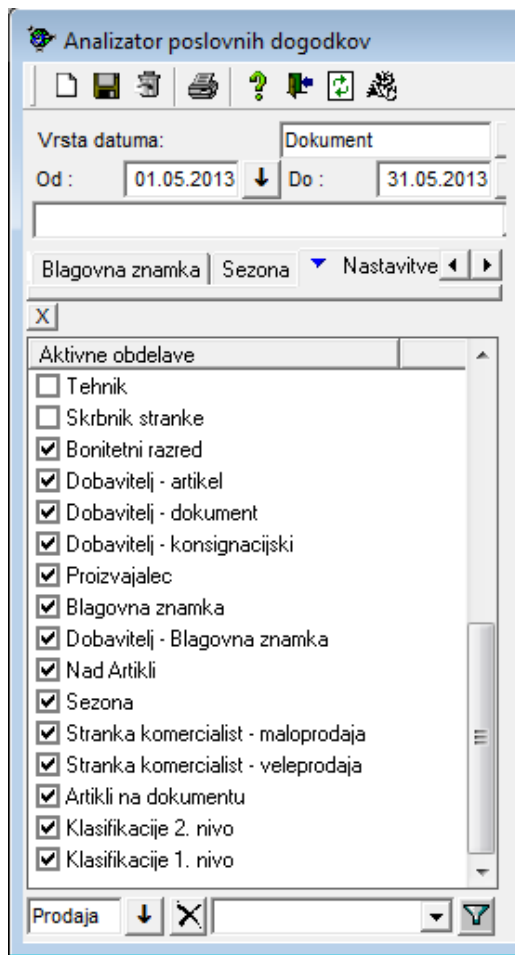 Analizator poslovnih dogodkov
Vrsta datuma: Dokument
Od : 01.05.2013 Do : 31.05.2013
Blagovna znamka Sezona Nastavitve
X
Aktivne obdelave
Tehnik
Skrbnik stranke
Bonitetni razred
Dobavitelj - artikel
Dobavitelj - dokument
Dobavitelj - konsignacijski
Proizvajalec
Blagovna znamka
Dobavitelj - Blagovna znamka
Nad Artikli
Sezona
Stranka komercialist - maloprodaja
Stranka komercialist - veleprodaja
Artikli na dokumentu
Klasifikacije 2. nivo
Klasifikacije 1. nivo
Prodaja